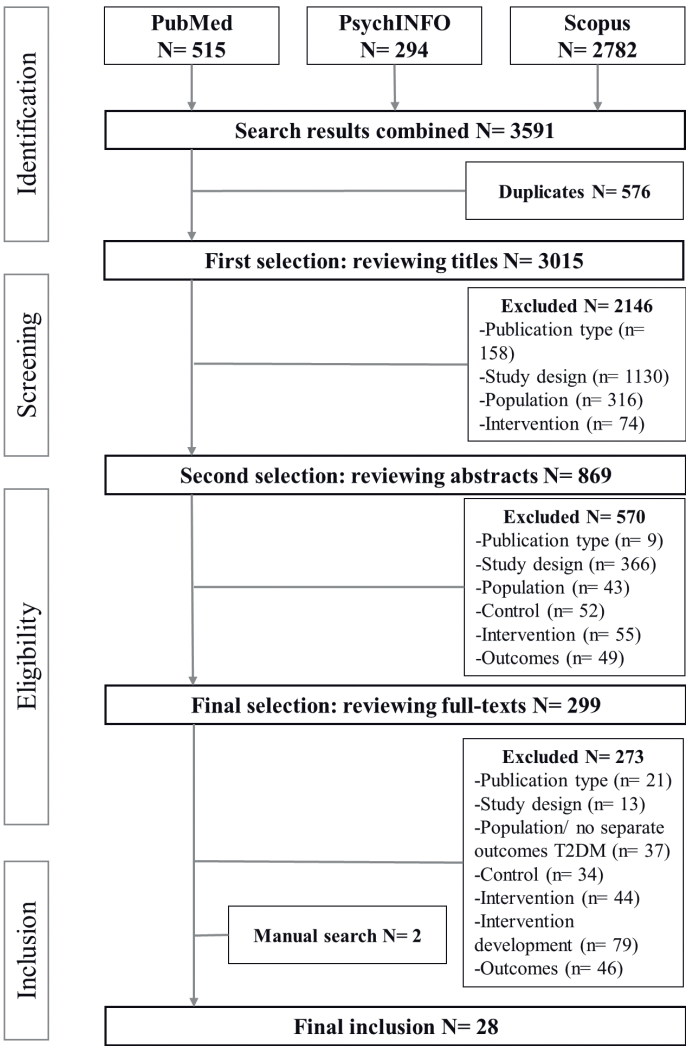 PubMed
N= 515
PsychINFO
N= 294
Scopus
N= 2782
Identification
Search results combined N= 3591
Duplicates N= 576
First selection: reviewing titles N= 3015
Screening
Excluded N= 2146
-Publication type (n=
158)
-Study design (n= 1130)
-Population (n= 316)
-Intervention (n= 74)
Second selection: reviewing abstracts N= 869
Eligibility
Excluded N= 570
-Publication type (n= 9)
-Study design (n= 366)
-Population (n= 43)
-Control (n= 52)
-Intervention (n= 55)
-Outcomes (n= 49)
Final selection: reviewing full-texts N= 299
Excluded N= 273
-Publication type (n= 21)
-Study design (n= 13)
-Population/ no separate
outcomes T2DM (n= 37)
-Control (n= 34)
-Intervention (n= 44)
-Intervention
development (n= 79)
-Outcomes (n= 46)
Inclusion
Manual search N= 2
Final inclusion N= 28